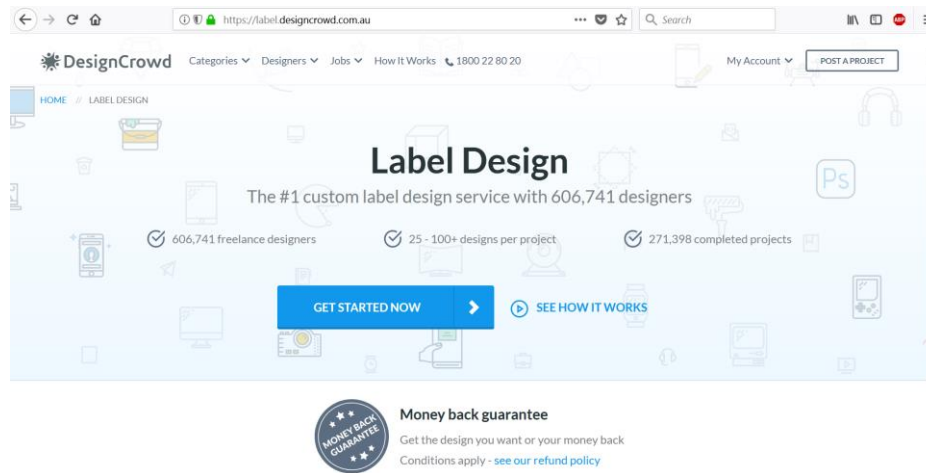 https://label.designcrowd.com.au
Search
ABP
DesignCrowd Categories Designers Jobs How It Works 1800 22 80 20 My Account POST A PROJECT
HOME // LABEL DESIGN
Label Design
The #1 custom label design service with 606,741 designers
Ps
606,741 freelance designers 25 - 100+ designs per project 271,398 completed projects
GET STARTED NOW SEE HOW IT WORKS
MONEY BACK GUARANTEE
Money back guarantee
Get the design you want or your money back
Conditions apply - see our refund policy